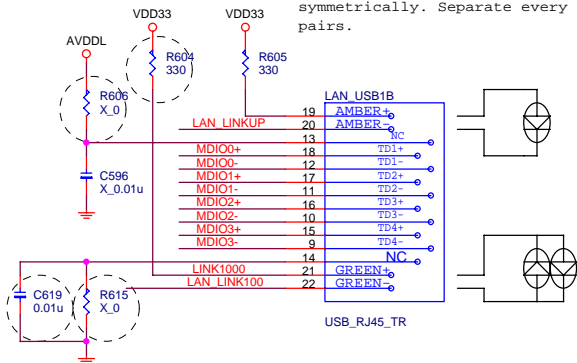 symmetrically. Separate every
pairs.
VDD33
VDD33
AVDDL
R604
330
R605
330
R606
X_0
C596
X_0.01u
LAN_USB1B
19 AMBER+
LAN_LINKUP 20 AMBER-
13 NC
MDIO0+ 18 TD1+
MDIO0- 12 TD1-
MDIO1+ 17 TD2+
MDIO1- 11 TD2-
MDIO2+ 16 TD3+
MDIO2- 10 TD3-
MDIO3+ 15 TD4+
MDIO3- 9 TD4-
14 NC
LINK1000 21 GREEN+
LAN_LINK100 22 GREEN-
C619
0.01u
R615
X_0
USB_RJ45_TR